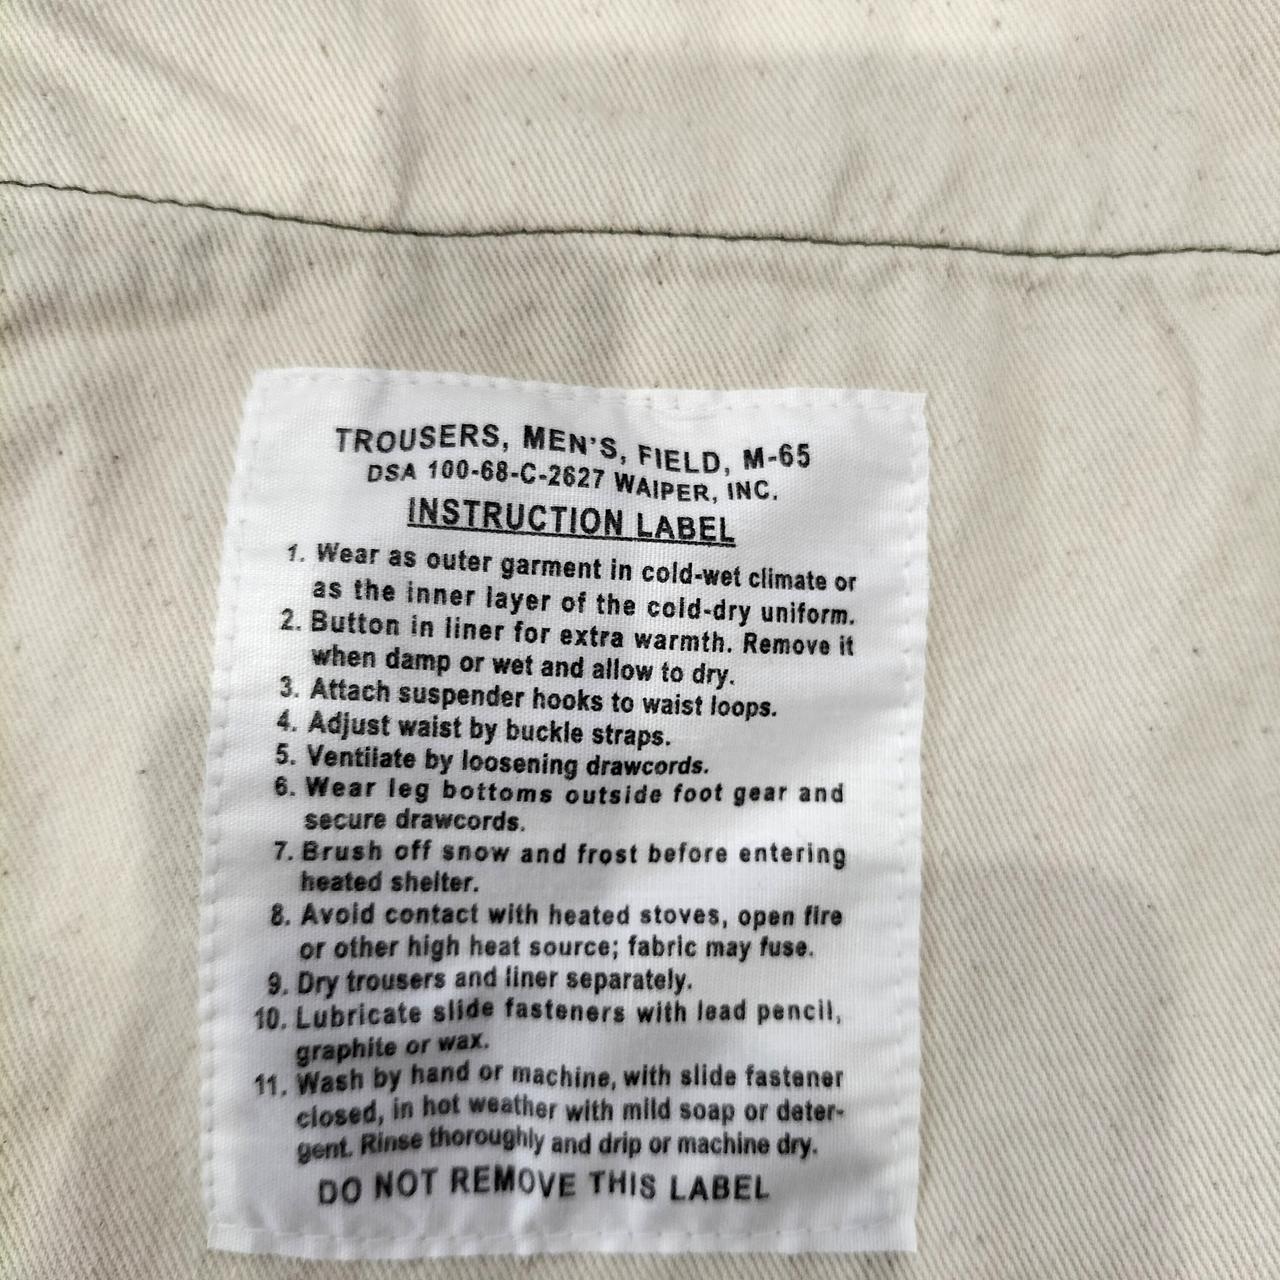 TROUSERS, MEN'S, FIELD, M-65
DSA 100-68-C-2627 WAIPER, INC.
INSTRUCTION LABEL
1. Wear as outer garment in cold-wet climate or
as the inner layer of the cold-dry uniform.
2. Button in liner for extra warmth. Remove it
when damp or wet and allow to dry.
3. Attach suspender hooks to waist loops.
4. Adjust waist by buckle straps.
5. Ventilate by loosening drawcords.
6. Wear leg bottoms outside foot gear and
secure drawcords.
7. Brush off snow and frost before entering
heated shelter.
8. Avoid contact with heated stoves, open fire
or other high heat source; fabric may fuse.
9. Dry trousers and liner separately.
10. Lubricate slide fasteners with lead pencil,
graphite or wax.
11. Wash by hand or machine, with slide fastener
closed, in hot weather with mild soap or deter-
gent. Rinse thoroughly and drip or machine dry.
DO NOT REMOVE THIS LABEL